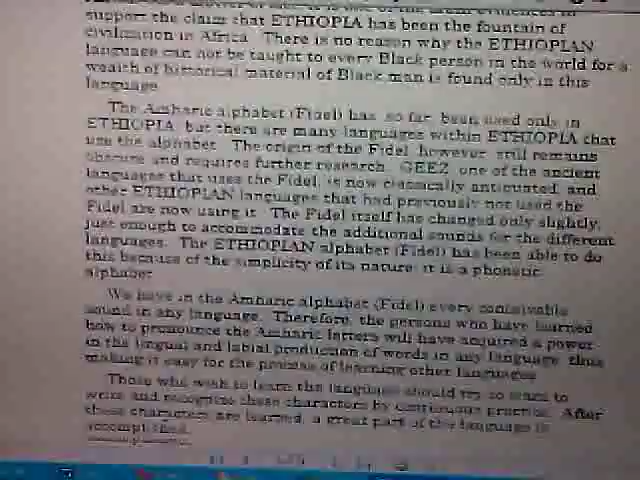 support the claim that ETHIOPIA has been the fountain of
civilization in Africa. There is no reason why the ETHIOPIAN
language can not be taught to every Black person in the world for a
wealth of historical material of Black man is found only in this
language.
The Amharic alphabet (Fidel) has so far been used only in
ETHIOPIA, but there are many languages within ETHIOPIA that
use the alphabet. The origin of the Fidel, however, still remains
obscure and requires further research. GEEZ, one of the ancient
languages that uses the Fidel, is now classically antiquated, and
other ETHIOPIAN languages that had previously not used the
Fidel are now using it. The Fidel itself has changed only slightly,
just enough to accommodate the additional sounds for the different
languages. The ETHIOPIAN alphabet (Fidel) has been able to do
this because of the simplicity of its nature: it is a phonetic
alphabet.
We have in the Amharic alphabet (Fidel) every conceivable
sound in any language. Therefore, the persons who have learned
how to pronounce the Amharic letters will have acquired a power
in the lingual and labial production of words in any language, thus
making it easy for the process of learning other languages.
Those who wish to learn the language should try to learn to
write and recognize these characters by continuous practice. After
these characters are learned, a great part of the language is
accomplished.